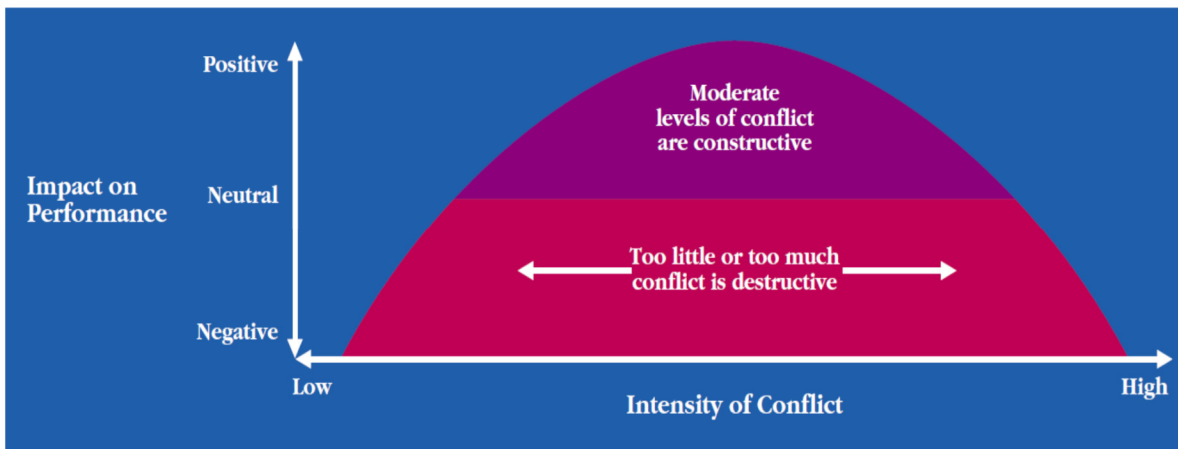 Positive
Moderate
levels of conflict
are constructive
Impact on
Performance
Neutral
Too little or too much
conflict is destructive
Negative
Low
High
Intensity of Conflict